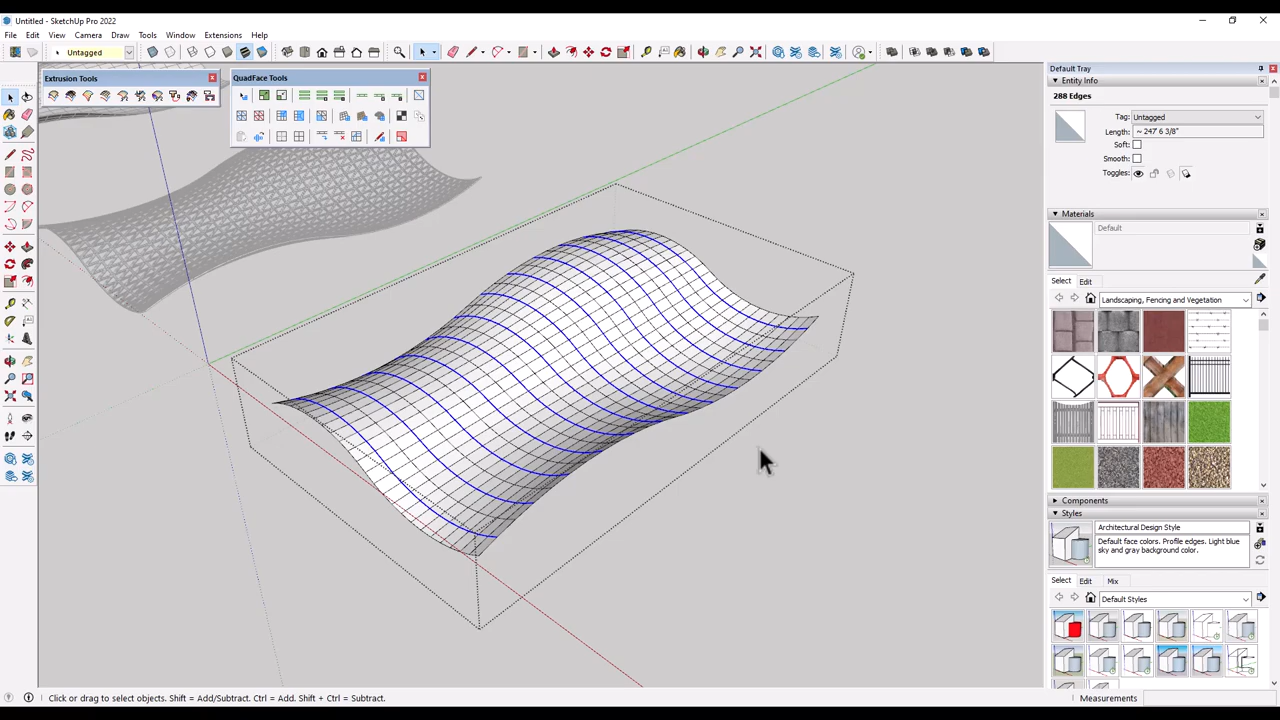 Untitled - SketchUp Pro 2022
File Edit View Camera Draw Tools Window Extensions Help
Untagged
Extrusion Tools
QuadFace Tools
Default Tray
Entity Info
288 Edges
Tag: Untagged
Length: ~ 247' 6 3/8"
Soft:
Smooth:
Toggles:
Materials
Default
Select Edit
Landscaping, Fencing and Vegetation
Components
Styles
Architectural Design Style
Default face colors. Profile edges. Light blue
sky and gray background color.
Select Edit Mix
Default Styles
Click or drag to select objects. Shift = Add/Subtract. Ctrl = Add. Shift + Ctrl = Subtract.
Measurements